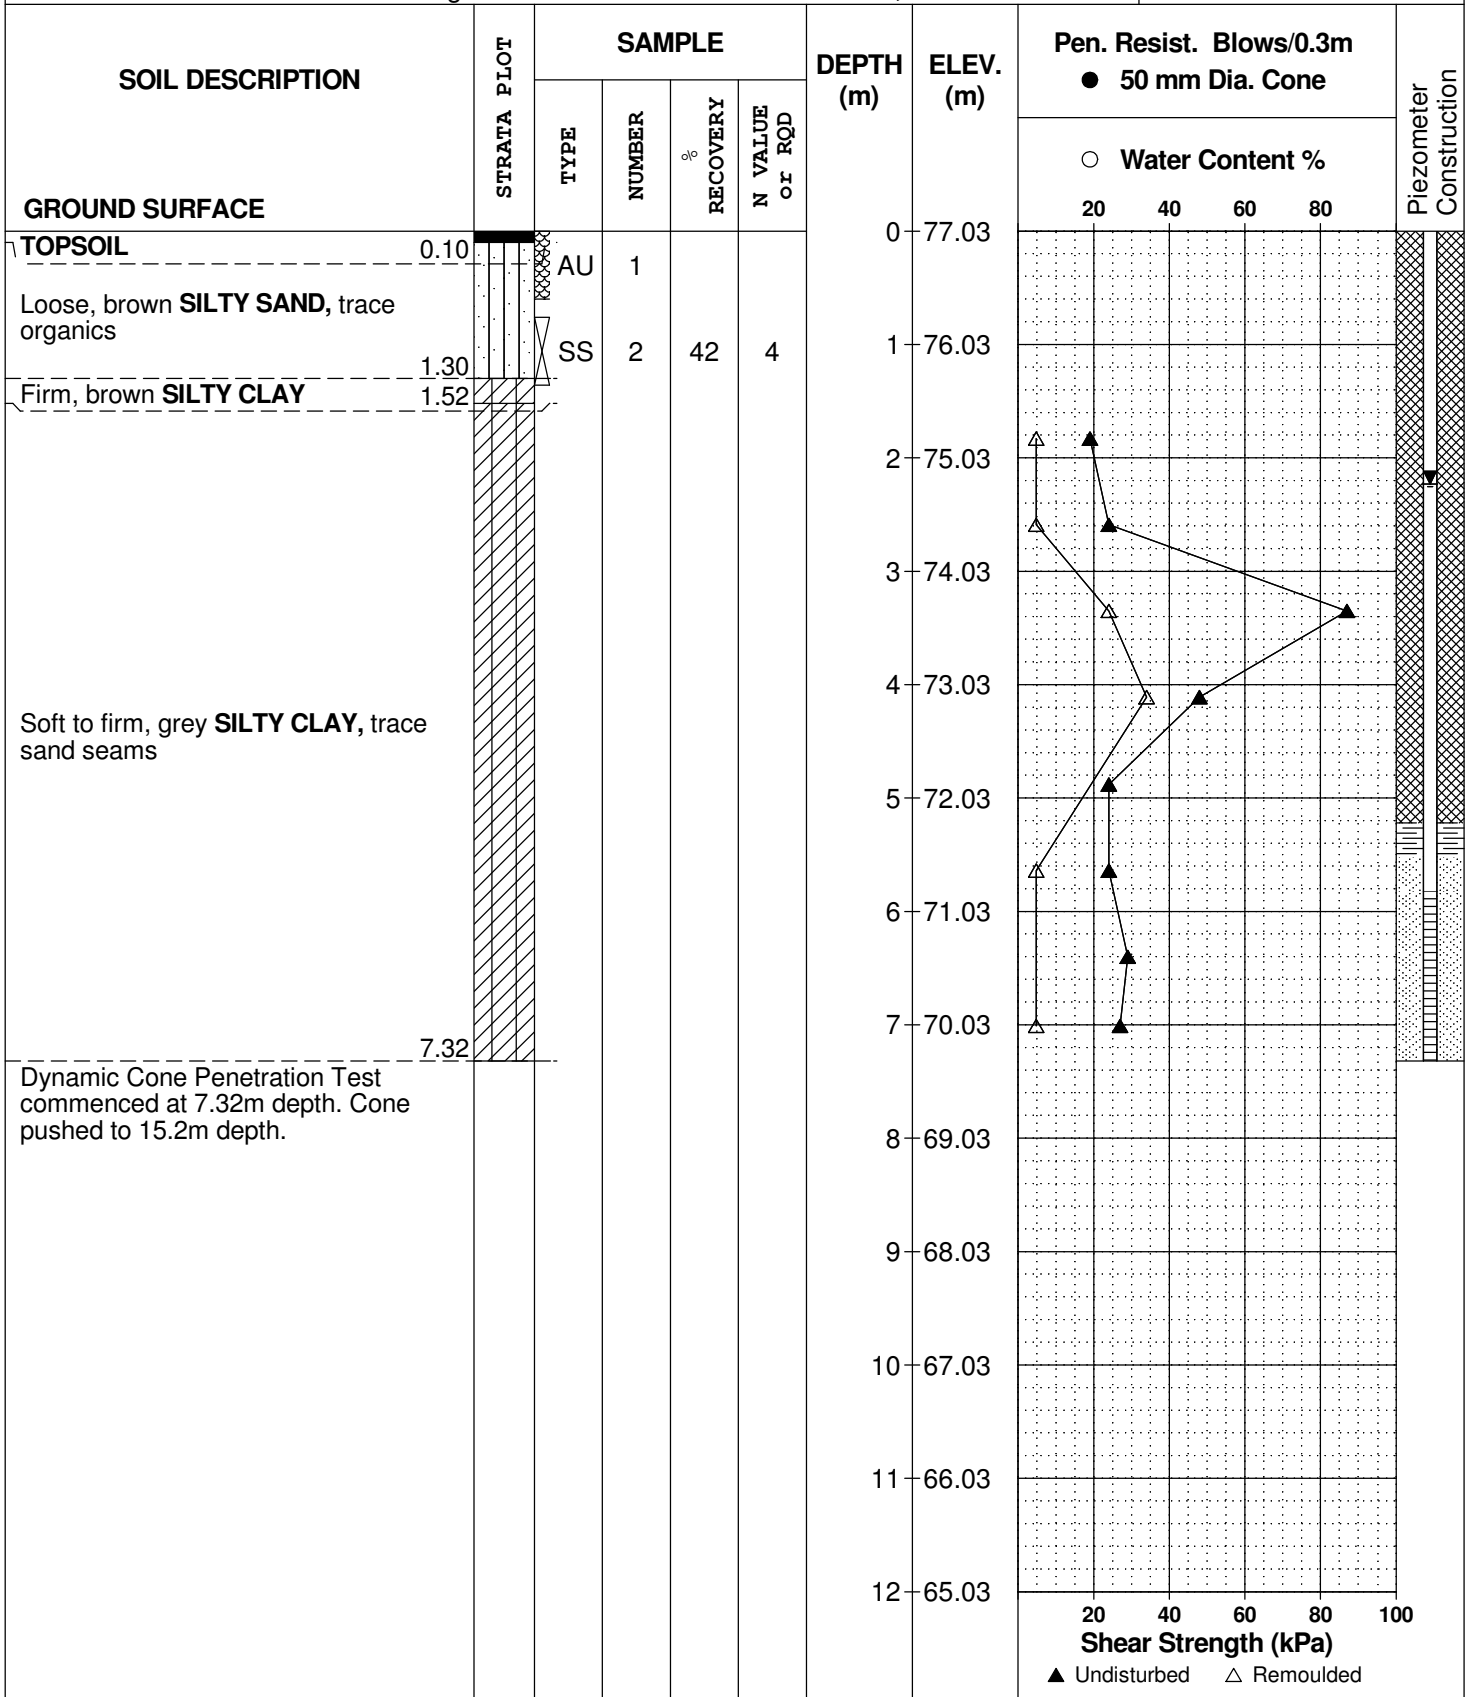 SOIL DESCRIPTION
GROUND SURFACE
STRATA PLOT
SAMPLE
TYPE
NUMBER
% RECOVERY
N VALUE or RQD
DEPTH (m)
ELEV. (m)
Pen. Resist. Blows/0.3m
● 50 mm Dia. Cone
○ Water Content %
20 40 60 80
Piezometer Construction
TOPSOIL 0.10
Loose, brown SILTY SAND, trace
organics
1.30
Firm, brown SILTY CLAY 1.52
Soft to firm, grey SILTY CLAY, trace
sand seams
7.32
Dynamic Cone Penetration Test
commenced at 7.32m depth. Cone
pushed to 15.2m depth.
AU 1
SS 2 42 4
0 77.03
1 76.03
2 75.03
3 74.03
4 73.03
5 72.03
6 71.03
7 70.03
8 69.03
9 68.03
10 67.03
11 66.03
12 65.03
20 40 60 80 100
Shear Strength (kPa)
▲ Undisturbed △ Remoulded